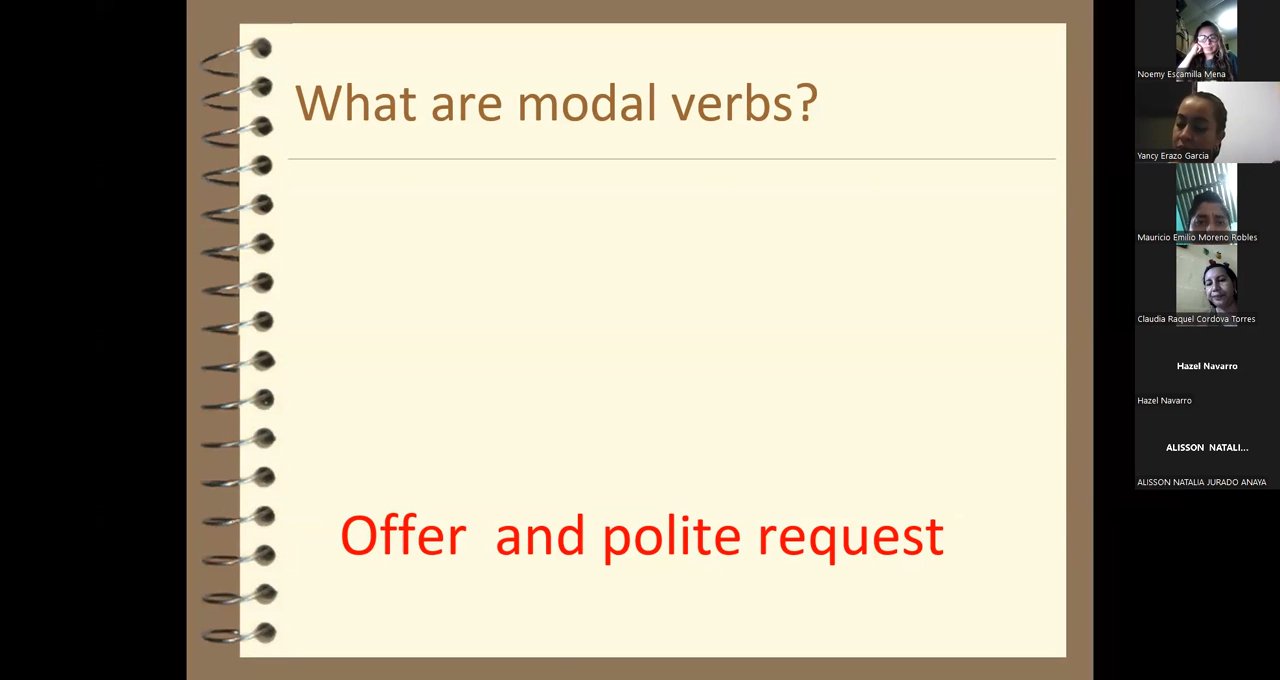 What are modal verbs?
Offer and polite request
Noemy Escamilla Mena
Yancy Erazo Garcia
Mauricio Emilio Moreno Robles
Claudia Raquel Cordova Torres
Hazel Navarro
Hazel Navarro
ALISSON NATALI...
ALISSON NATALIA JURADO ANAYA